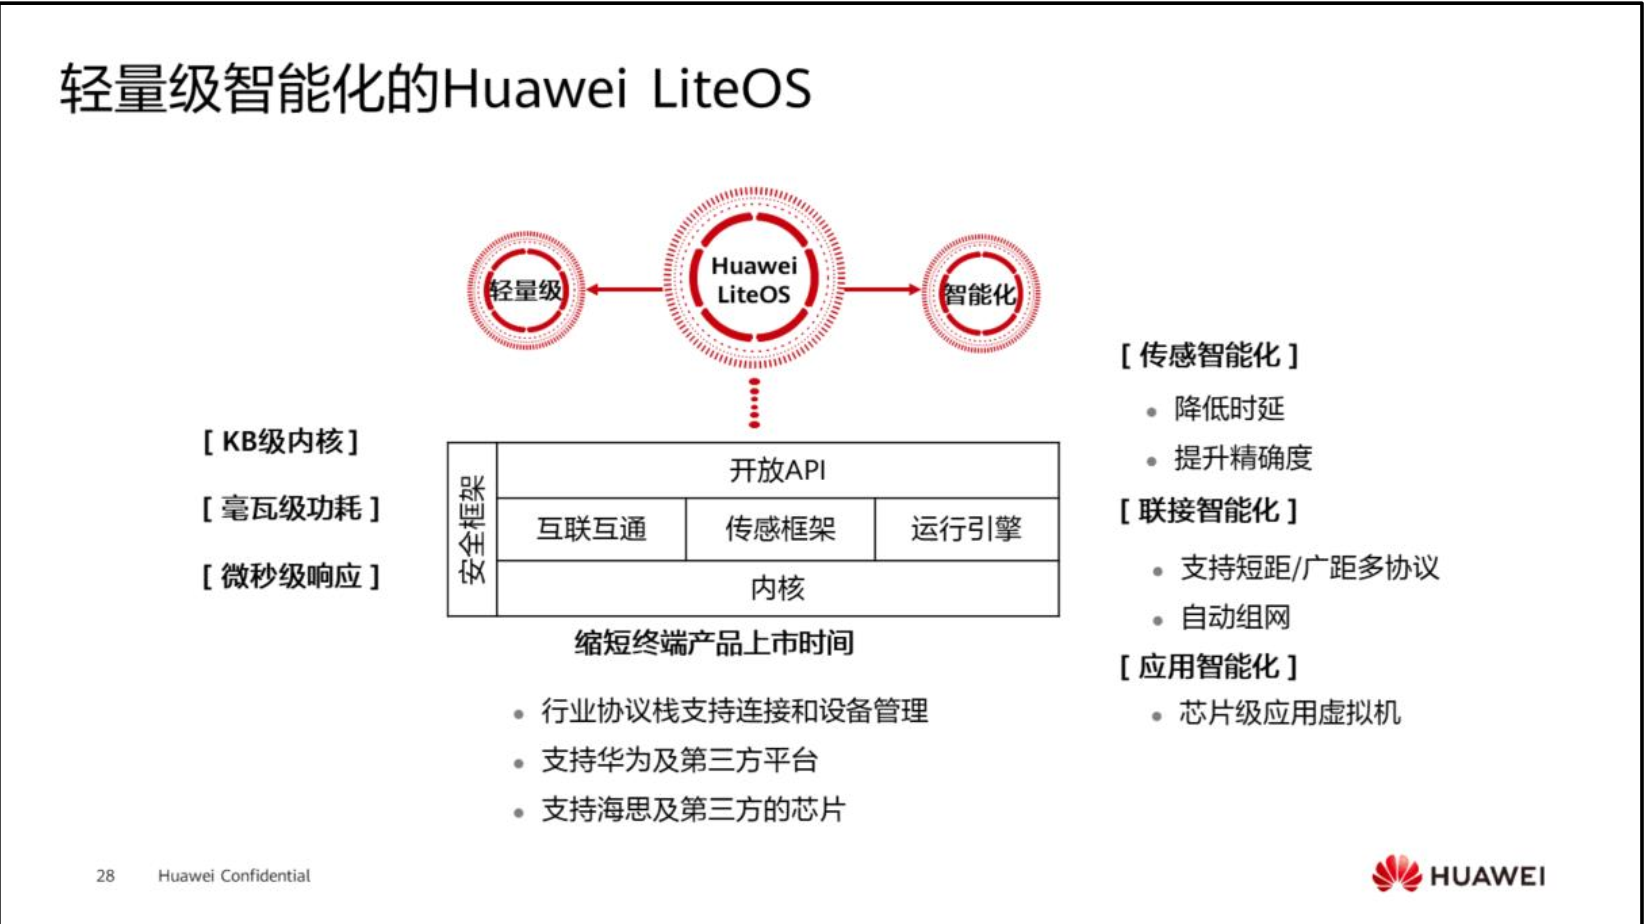 轻量级智能化的Huawei LiteOS
轻量级
Huawei
LiteOS
智能化
[ KB级内核 ]
[ 毫瓦级功耗 ]
[ 微秒级响应 ]
安全框架
开放API
互联互通
传感框架
运行引擎
内核
缩短终端产品上市时间
行业协议栈支持连接和设备管理
支持华为及第三方平台
支持海思及第三方的芯片
[ 传感智能化 ]
降低时延
提升精确度
[ 联接智能化 ]
支持短距/广距多协议
自动组网
[ 应用智能化 ]
芯片级应用虚拟机
28
Huawei Confidential
HUAWEI